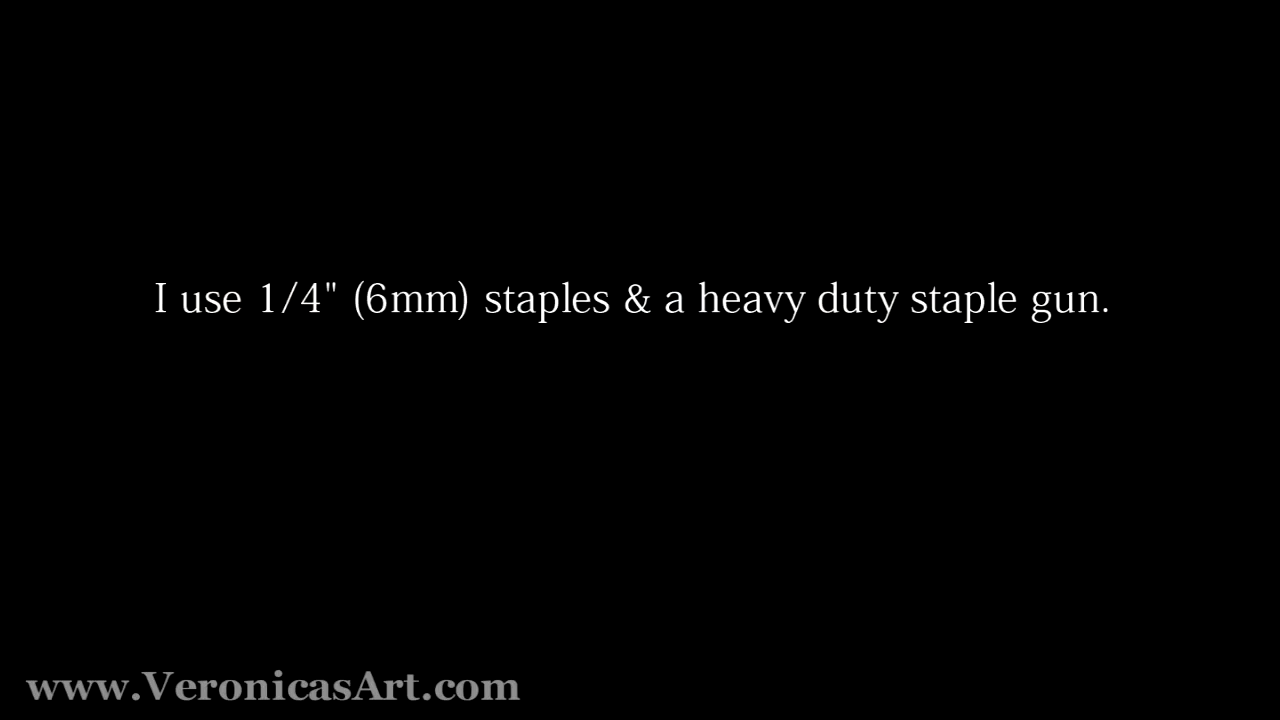 I use 1/4" (6mm) staples & a heavy duty staple gun.
www.VeronicasArt.com